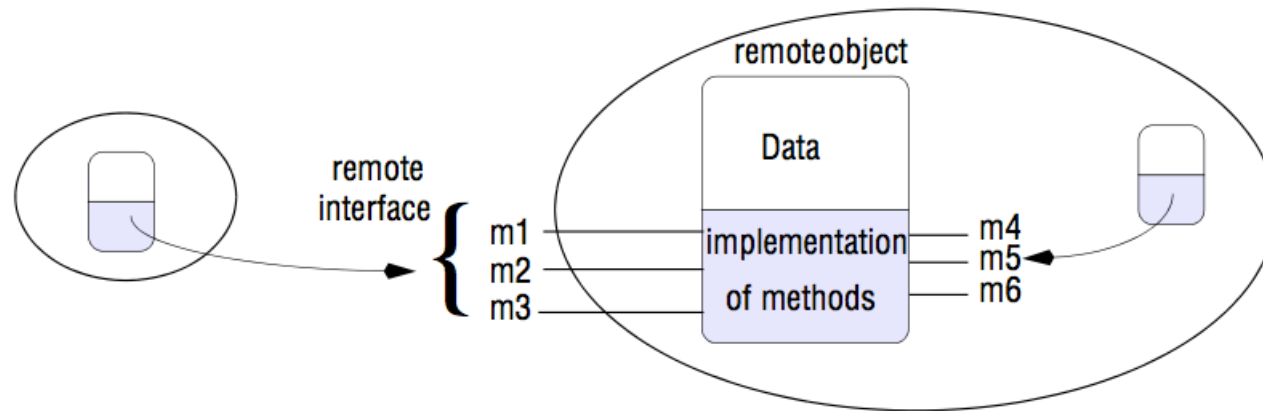 remoteobject
Data
remote
interface
{
m1
m2
m3
implementation
of methods
m4
m5
m6